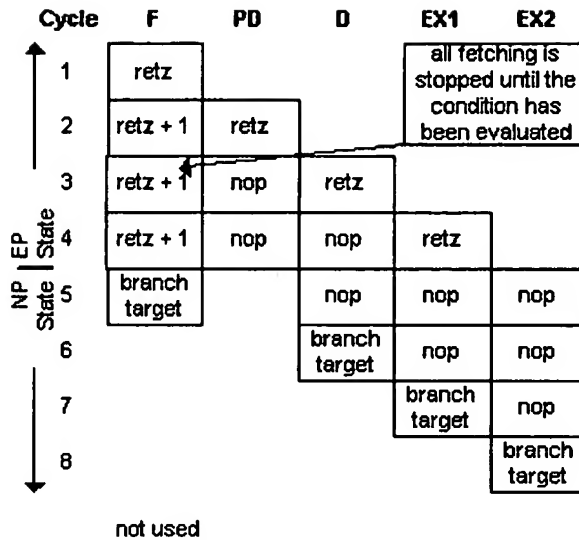 Cycle F PD D EX1 EX2
1 retz
all fetching is
stopped until the
condition has
been evaluated
2 retz + 1 retz
3 retz + 1 nop retz
4 retz + 1 nop nop retz
NP | EP
State | State
5 branch
target nop nop nop
6 branch
target nop nop
7 branch
target nop
8 branch
target
not used